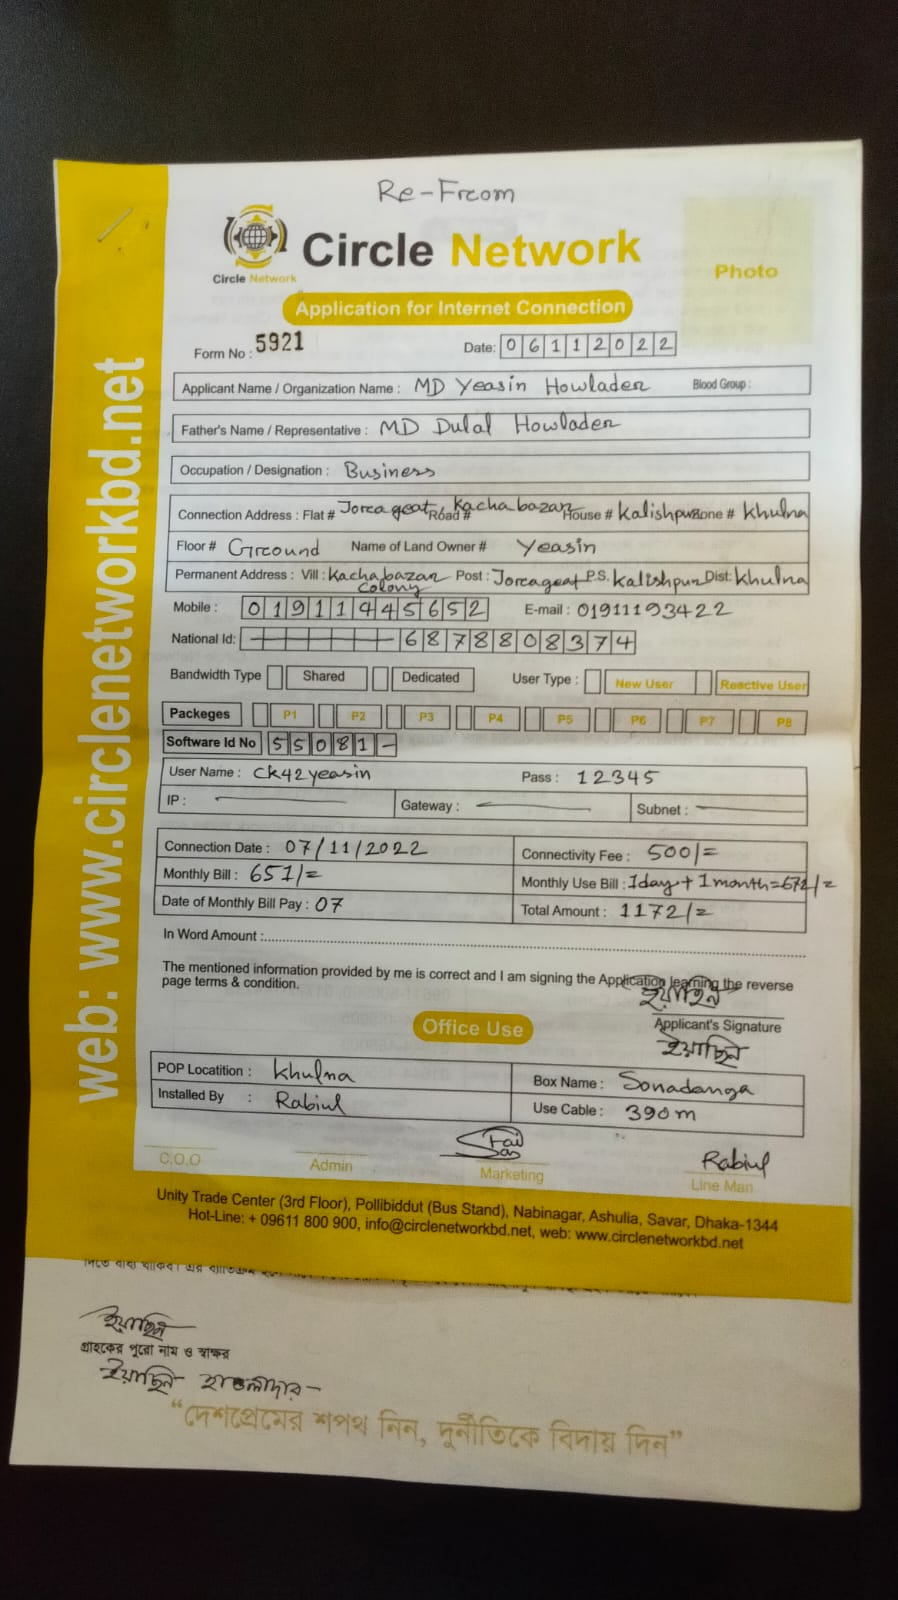 Re-Frcom
Circle Network
Circle Network
Photo
Application for Internet Connection
Form No : 5921
Date: 06112022
Applicant Name / Organization Name : MD Yeasin Howlader Blood Group :
Father's Name / Representative : MD Dulal Howlader
Occupation / Designation : Business
Connection Address : Flat # Jorcageat Road # Kachabazar House # Kalishpur Zone # Khulna
Floor # Grcound Name of Land Owner # Yeasin
Permanent Address : Vill : Kachabazar Colony Post : Jorcageat P.S. Kalishpur Dist: Khulna
Mobile : 01911445652 E-mail : 01911193422
National Id: 6878808374
Bandwidth Type Shared Dedicated User Type : New User Reactive User
Packeges P1 P2 P3 P4 P5 P6 P7 P8
Software Id No 55081-
User Name : ck42yeasin Pass : 12345
IP : Gateway : Subnet :
Connection Date : 07/11/2022 Connectivity Fee : 500/=
Monthly Bill : 651/= Monthly Use Bill : 1day + 1month=672/=
Date of Monthly Bill Pay : 07 Total Amount : 1172/=
In Word Amount :
The mentioned information provided by me is correct and I am signing the Application learning the reverse
page terms & condition.
ইয়াছিন
Applicant's Signature
ইয়াছিন
Office Use
POP Locatition : Khulna Box Name : Sonadanga
Installed By : Rabiul Use Cable : 390m
Rabiul
C.O.O Admin Marketing Line Man
Unity Trade Center (3rd Floor), Pollibiddut (Bus Stand), Nabinagar, Ashulia, Savar, Dhaka-1344
Hot-Line: + 09611 800 900, info@circlenetworkbd.net, web: www.circlenetworkbd.net
web: www.circlenetworkbd.net
ইয়াছিন
গ্রাহকের পুরো নাম ও স্বাক্ষর
ইয়াছিন হাওলাদার-
“দেশপ্রেমের শপথ নিন, দুর্নীতিকে বিদায় দিন”